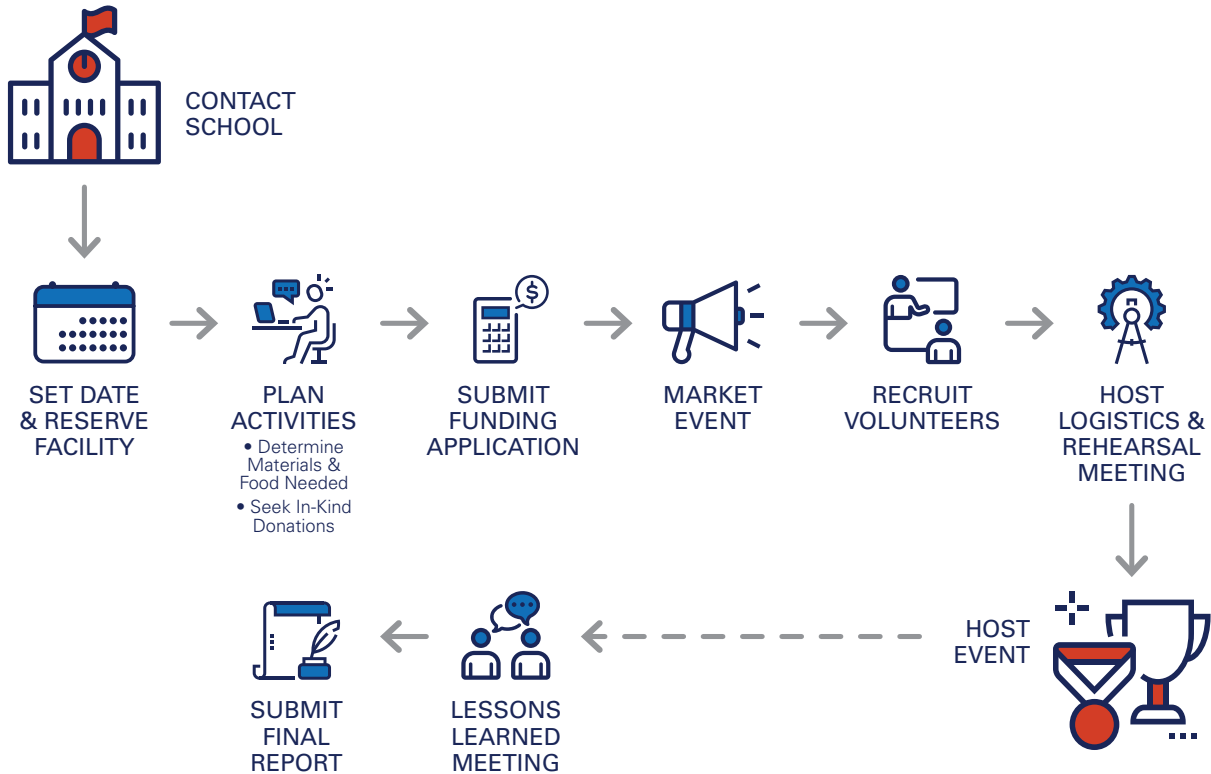 CONTACT
SCHOOL
SET DATE
& RESERVE
FACILITY
PLAN
ACTIVITIES
• Determine
Materials &
Food Needed
• Seek In-Kind
Donations
SUBMIT
FUNDING
APPLICATION
$
MARKET
EVENT
RECRUIT
VOLUNTEERS
HOST
LOGISTICS &
REHEARSAL
MEETING
HOST
EVENT
LESSONS
LEARNED
MEETING
SUBMIT
FINAL
REPORT